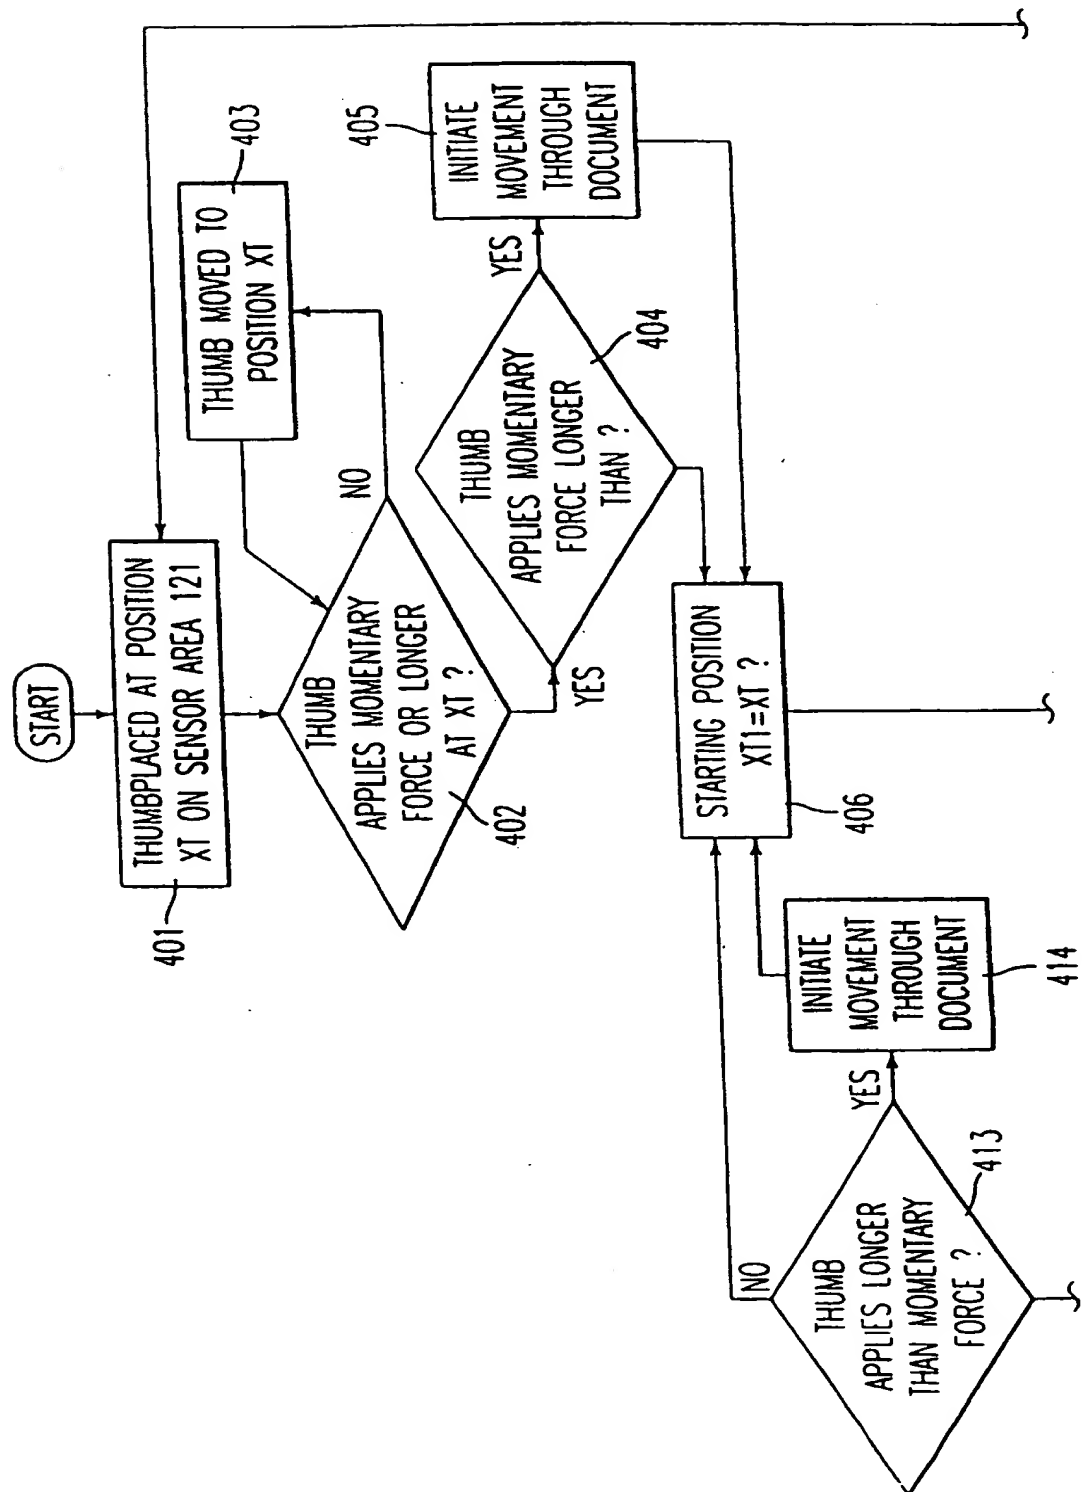 START
THUMBPLACED AT POSITION
XT ON SENSOR AREA 121
401
THUMB
APPLIES MOMENTARY
FORCE OR LONGER
AT XT ?
402
NO
YES
THUMB MOVED TO
POSITION XT
403
THUMB
APPLIES MOMENTARY
FORCE LONGER
THAN ?
404
YES
INITIATE
MOVEMENT
THROUGH
DOCUMENT
405
STARTING POSITION
XT1=XT ?
406
THUMB
APPLIES LONGER
THAN MOMENTARY
FORCE ?
413
NO
YES
INITIATE
MOVEMENT
THROUGH
DOCUMENT
414